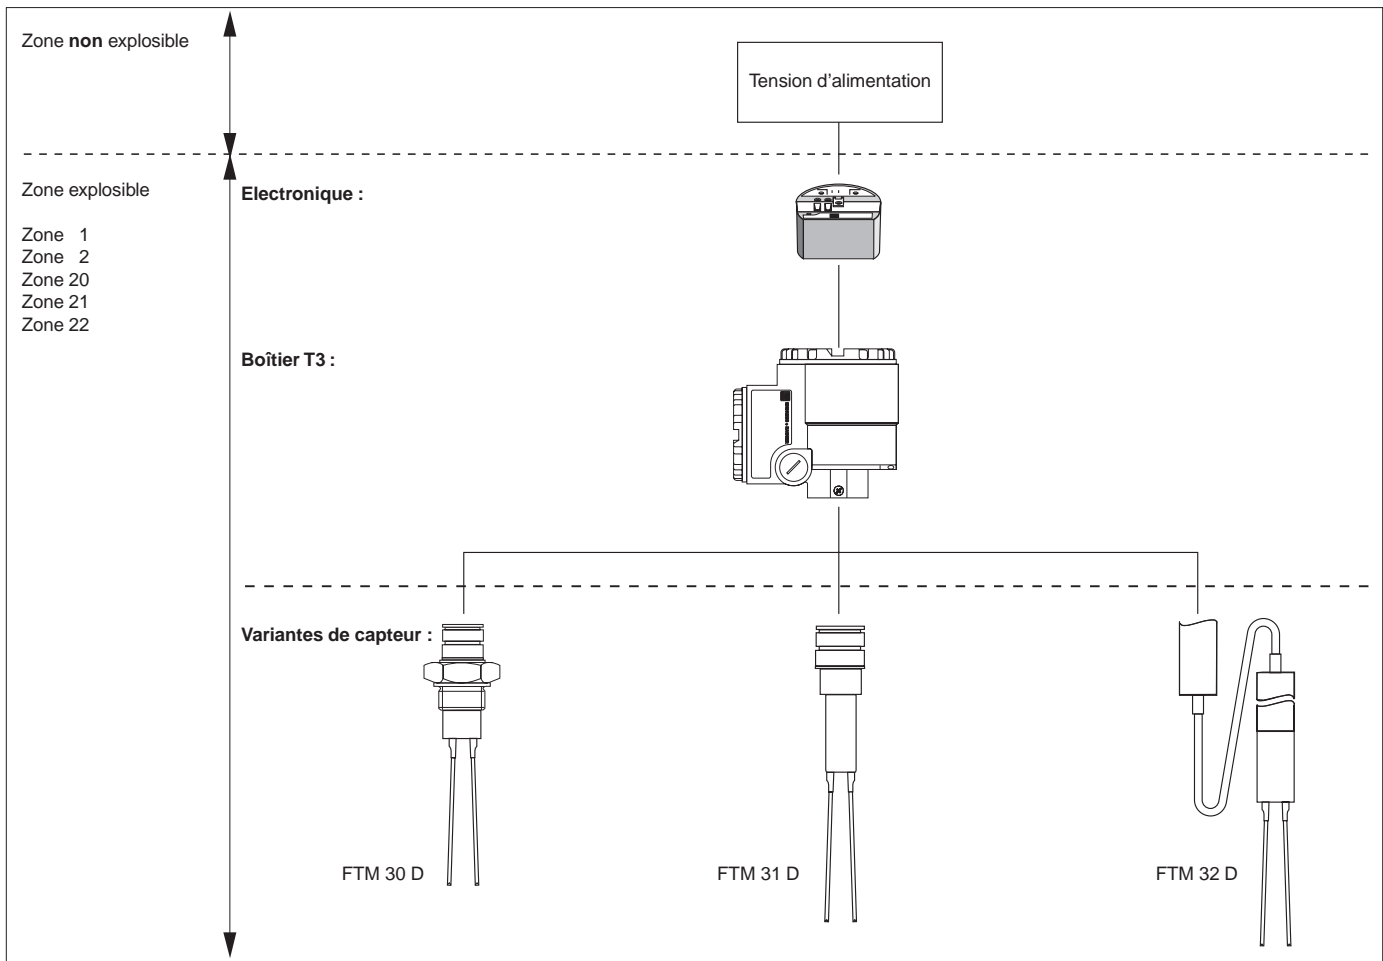 Zone non explosible
Tension d'alimentation
Zone explosible
Electronique :
Zone 1
Zone 2
Zone 20
Zone 21
Zone 22
Boîtier T3 :
Variantes de capteur :
FTM 30 D
FTM 31 D
FTM 32 D